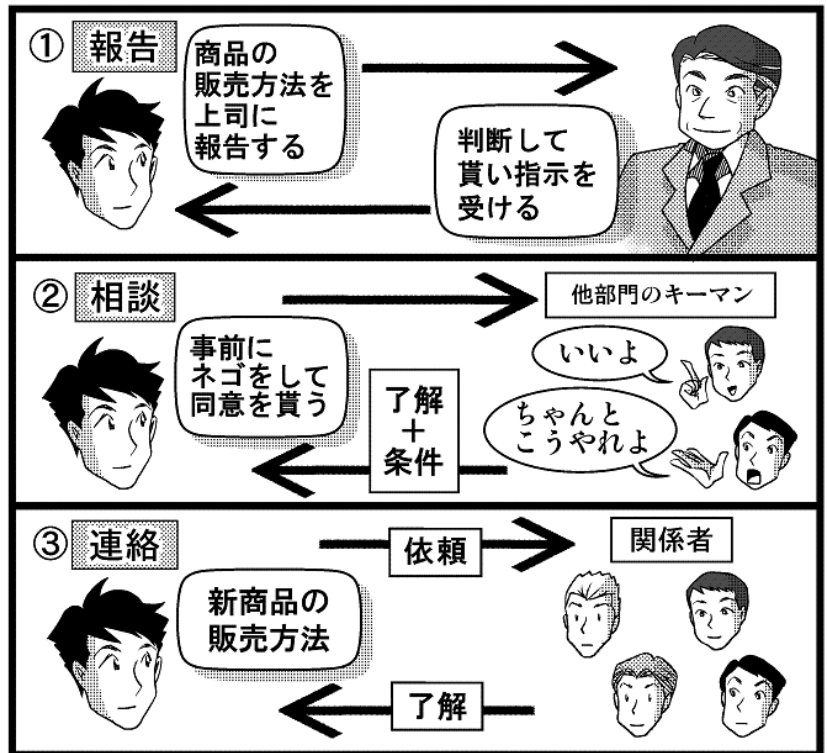 ① 報告
商品の
販売方法を
上司に
報告する
判断して
貰い指示を
受ける
② 相談
他部門のキーマン
事前に
ネゴをして
同意を貰う
いいよ
ちゃんと
こうやれよ
了解
＋
条件
③ 連絡
依頼
関係者
新商品の
販売方法
了解